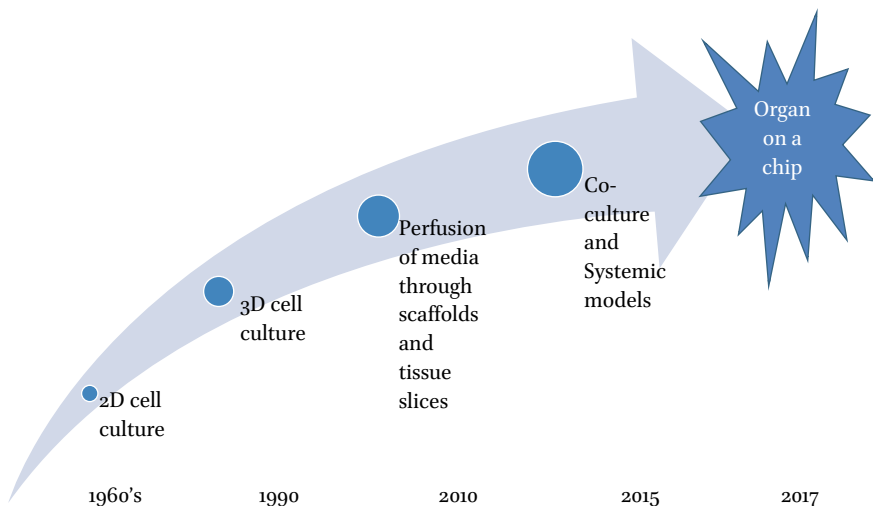 Organ
on a
chip
Co-
culture
and
Systemic
models
Perfusion
of media
through
scaffolds
and
tissue
slices
3D cell
culture
2D cell
culture
1960's 1990 2010 2015 2017